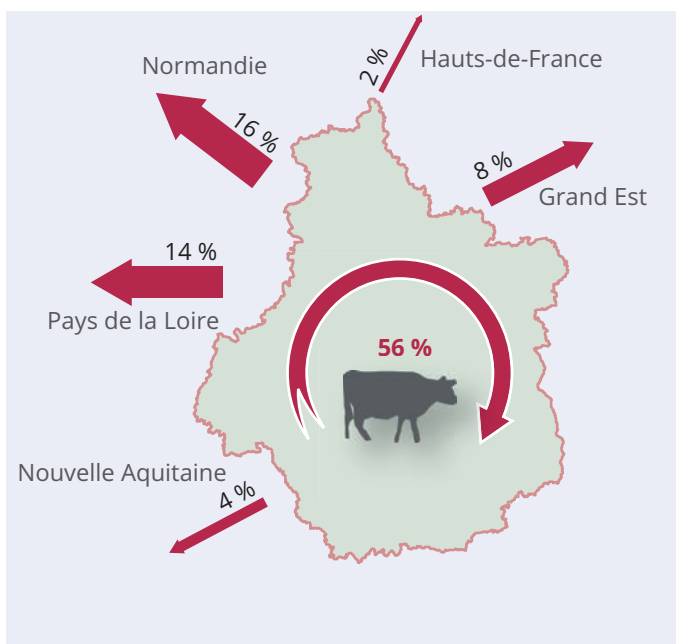 2 %
Hauts-de-France
Normandie
16 %
8 %
Grand Est
14 %
Pays de la Loire
56 %
Nouvelle Aquitaine
4 %